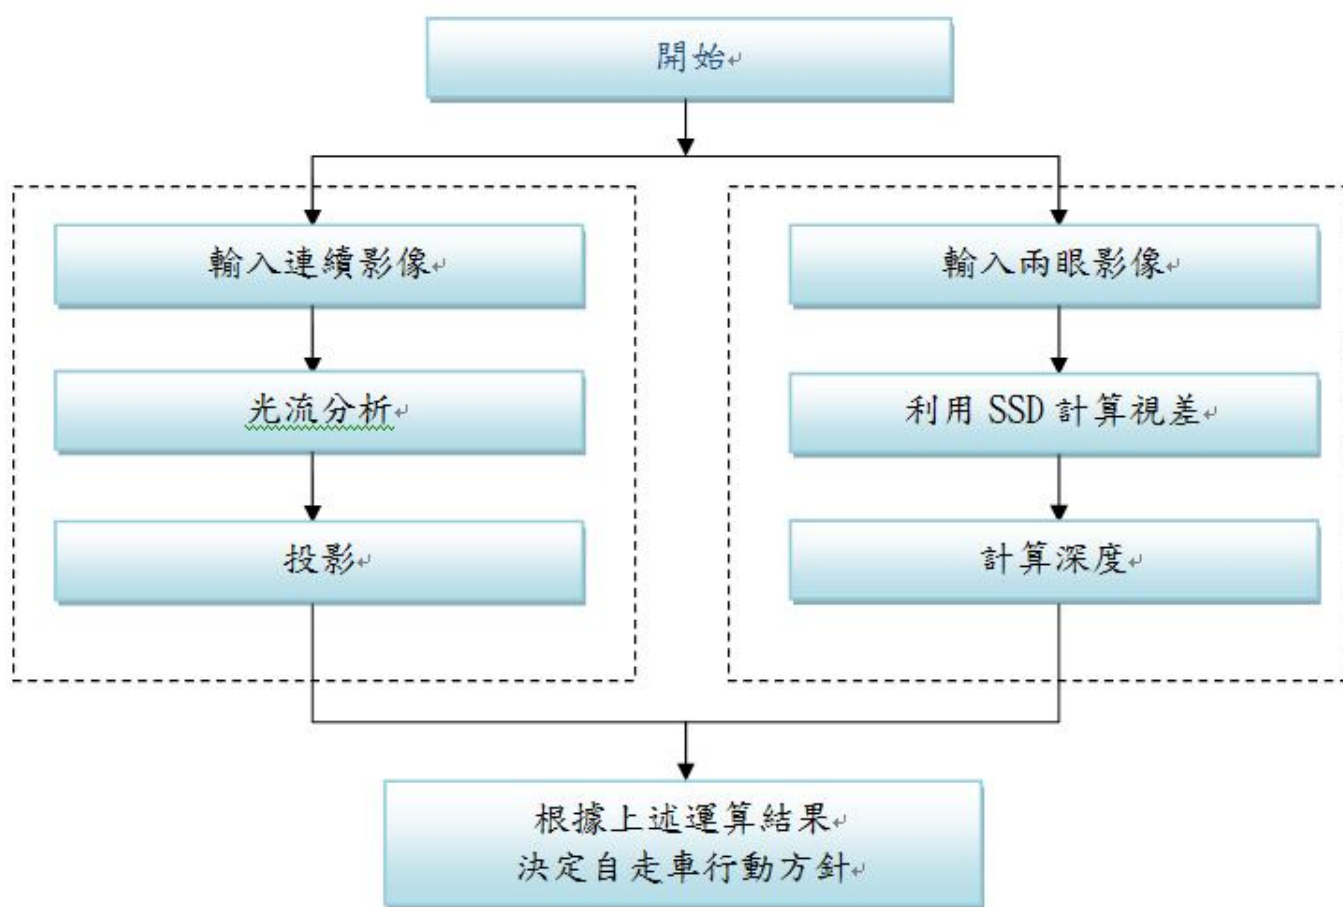 開始
輸入連續影像
光流分析
投影
輸入兩眼影像
利用 SSD 計算視差
計算深度
根據上述運算結果
決定自走車行動方針